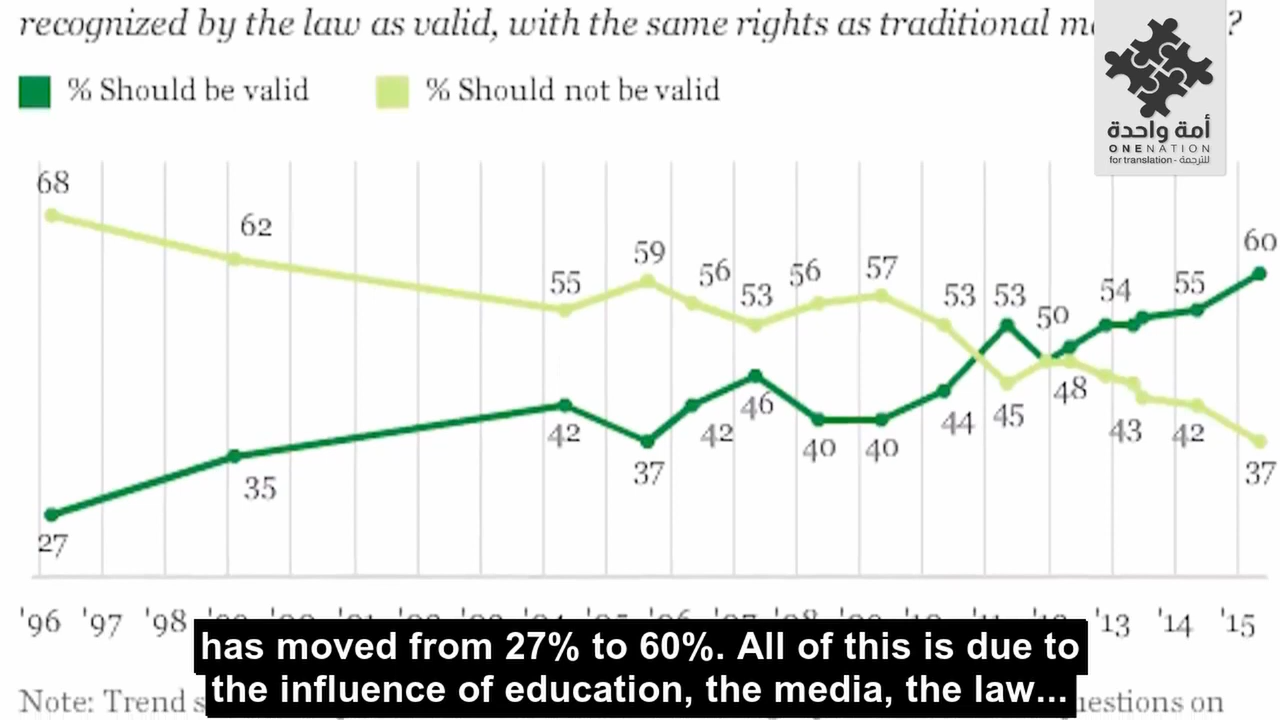 recognized by the law as valid, with the same rights as traditional
?
% Should be valid
% Should not be valid
أمة واحدة
ONENATION
for translation - للترجمة
68
62
55
59
56
53
56
57
53
53
50
54
55
60
27
35
42
37
42
46
40
40
44
45
48
43
42
37
'96 '97 '98 '13 '14 '15
has moved from 27% to 60%. All of this is due to
the influence of education, the media, the law...
Note: Trend
on